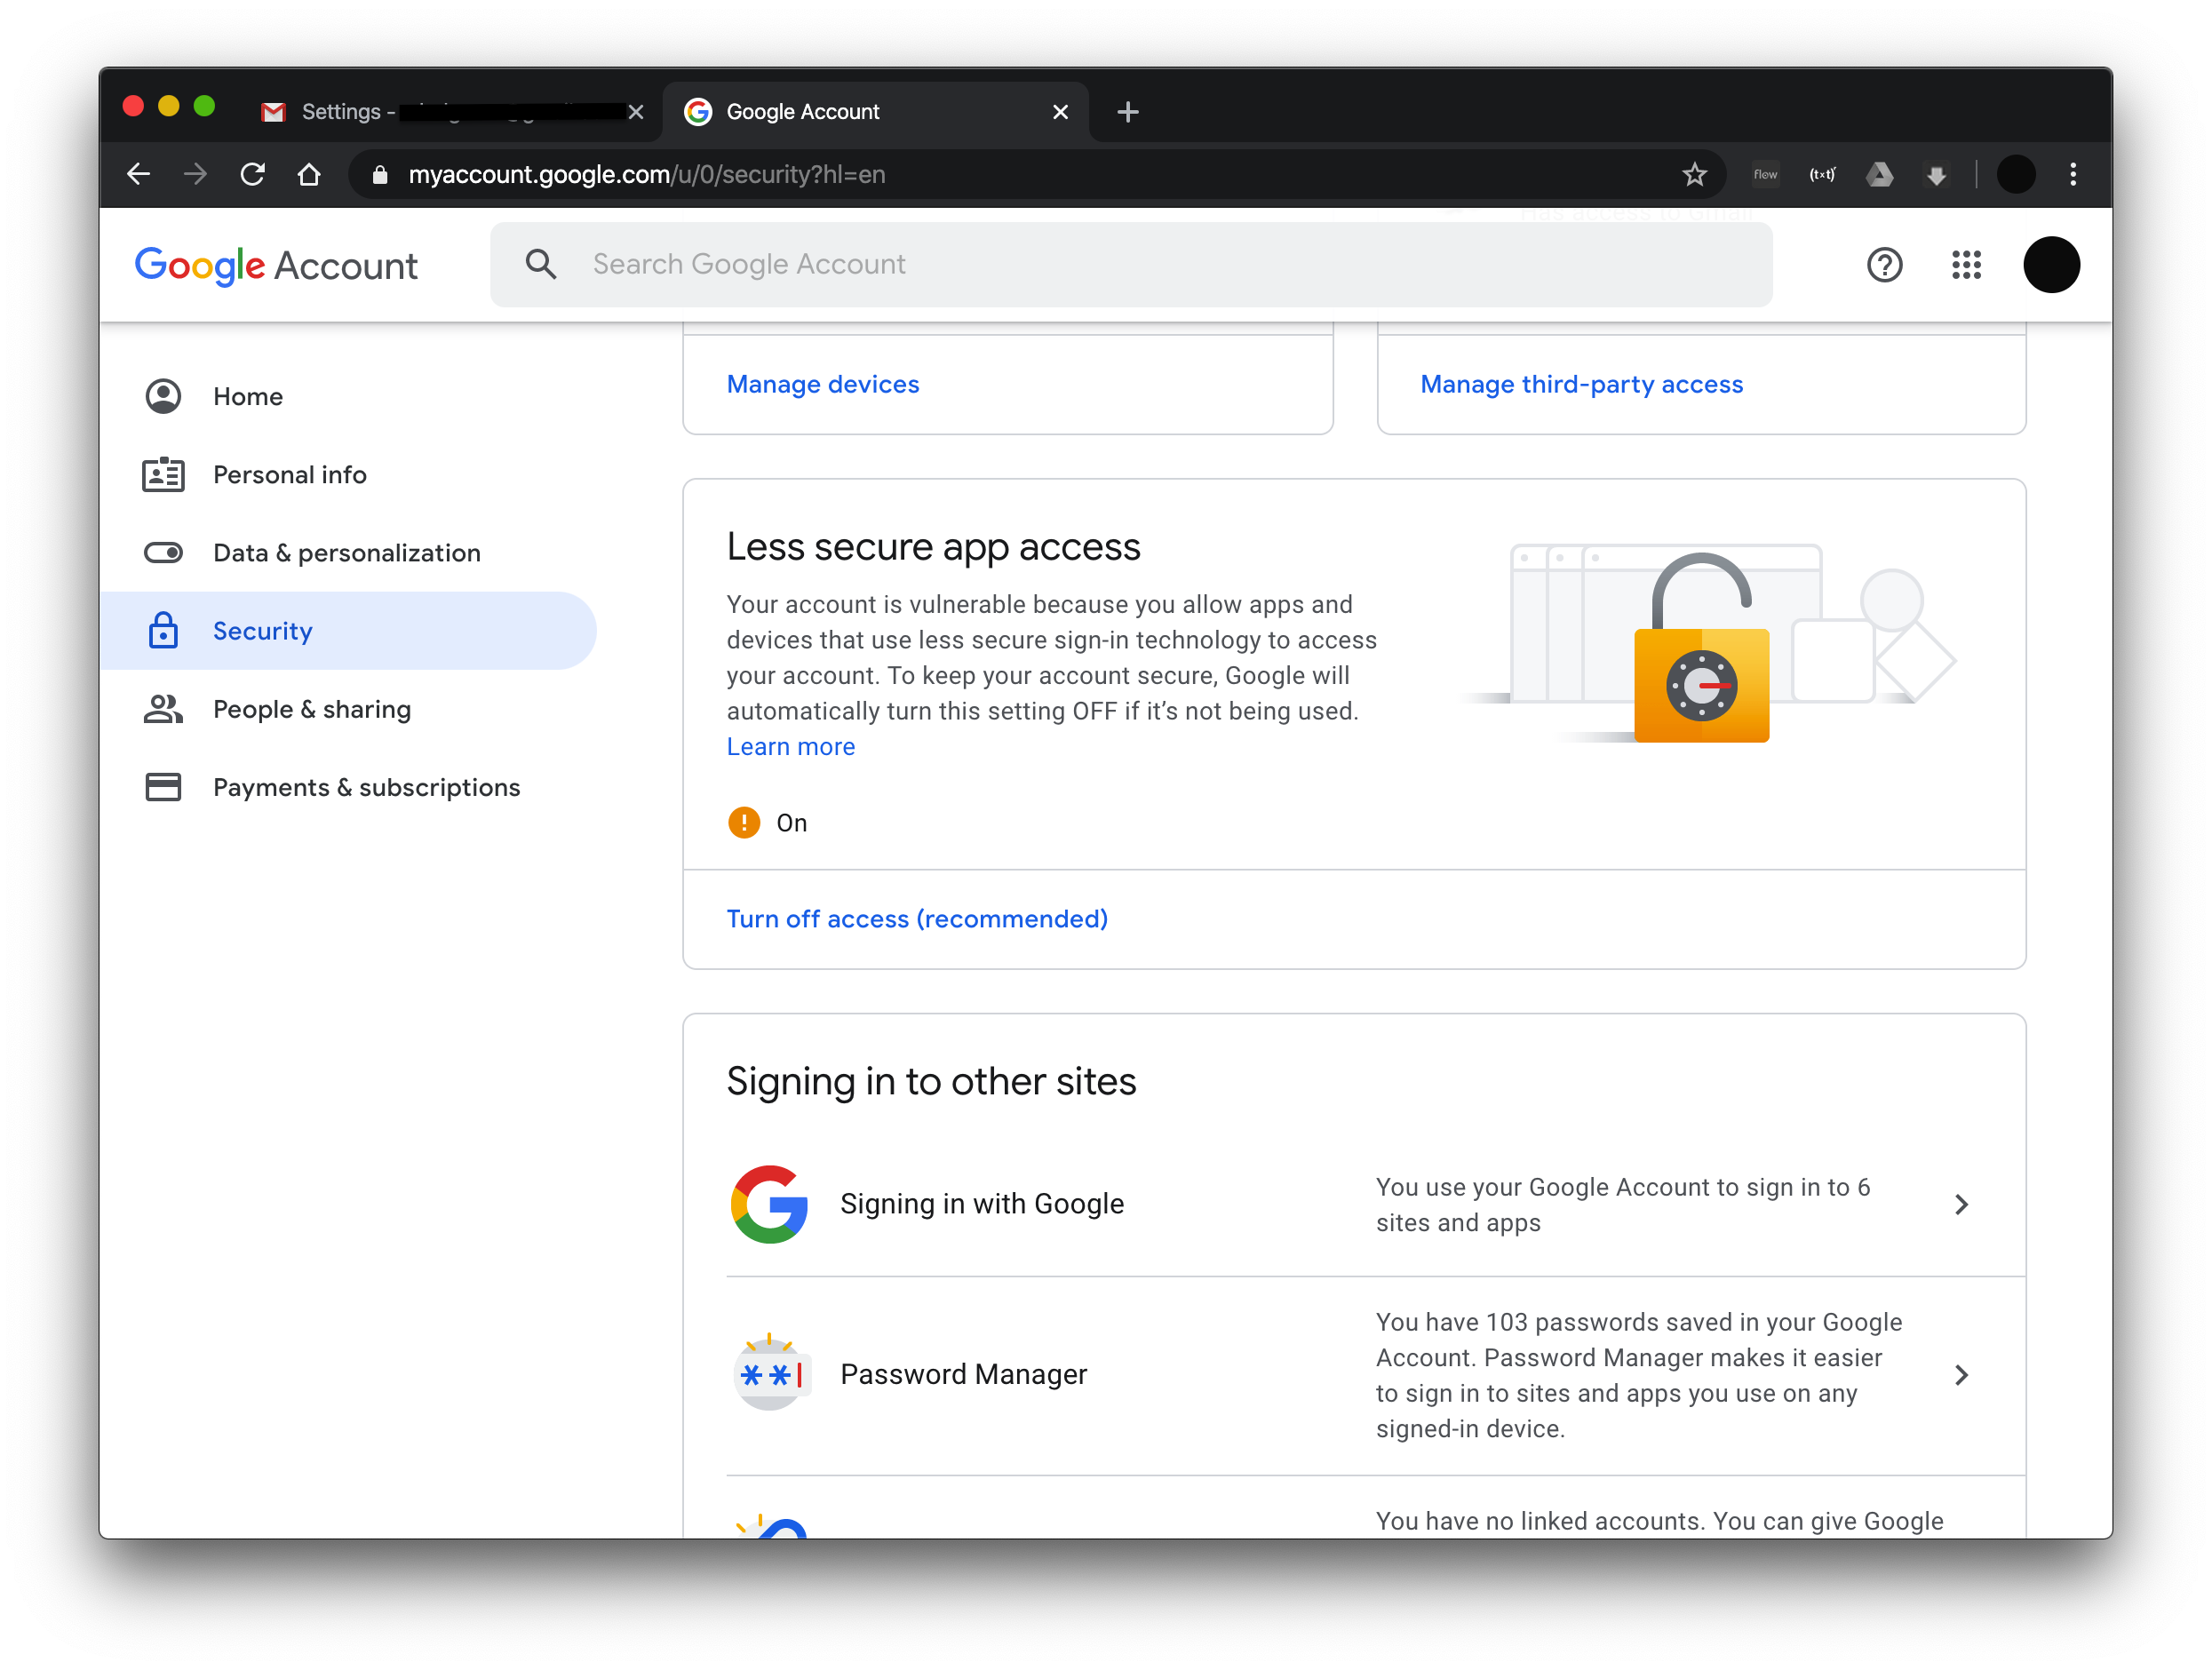 Settings -
Google Account
myaccount.google.com/u/0/security?hl=en
flew
(txt)
Has access to Gmail
Google Account
Search Google Account
Home
Personal info
Data & personalization
Security
People & sharing
Payments & subscriptions
Manage devices
Manage third-party access
Less secure app access
Your account is vulnerable because you allow apps and
devices that use less secure sign-in technology to access
your account. To keep your account secure, Google will
automatically turn this setting OFF if it’s not being used.
Learn more
On
Turn off access (recommended)
Signing in to other sites
Signing in with Google
You use your Google Account to sign in to 6
sites and apps
Password Manager
You have 103 passwords saved in your Google
Account. Password Manager makes it easier
to sign in to sites and apps you use on any
signed-in device.
You have no linked accounts. You can give Google